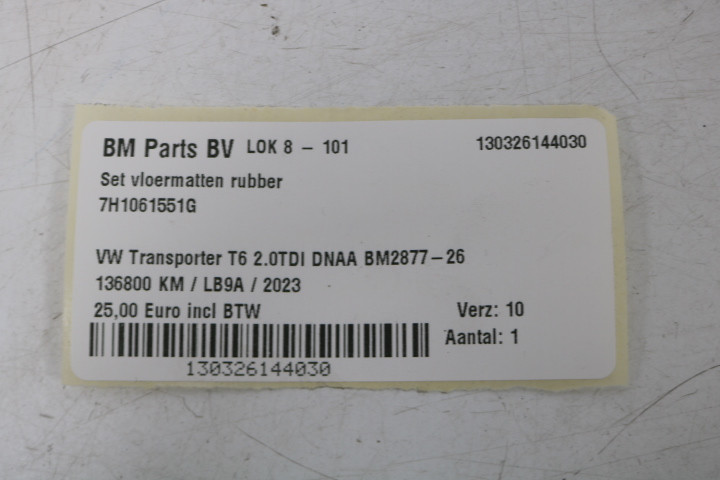 BM Parts BV LOK 8 - 101 130326144030
Set vloermatten rubber
7H1061551G
VW Transporter T6 2.0TDI DNAA BM2877-26
136800 KM / LB9A / 2023
25,00 Euro incl BTW Verz: 10
Aantal: 1
130326144030